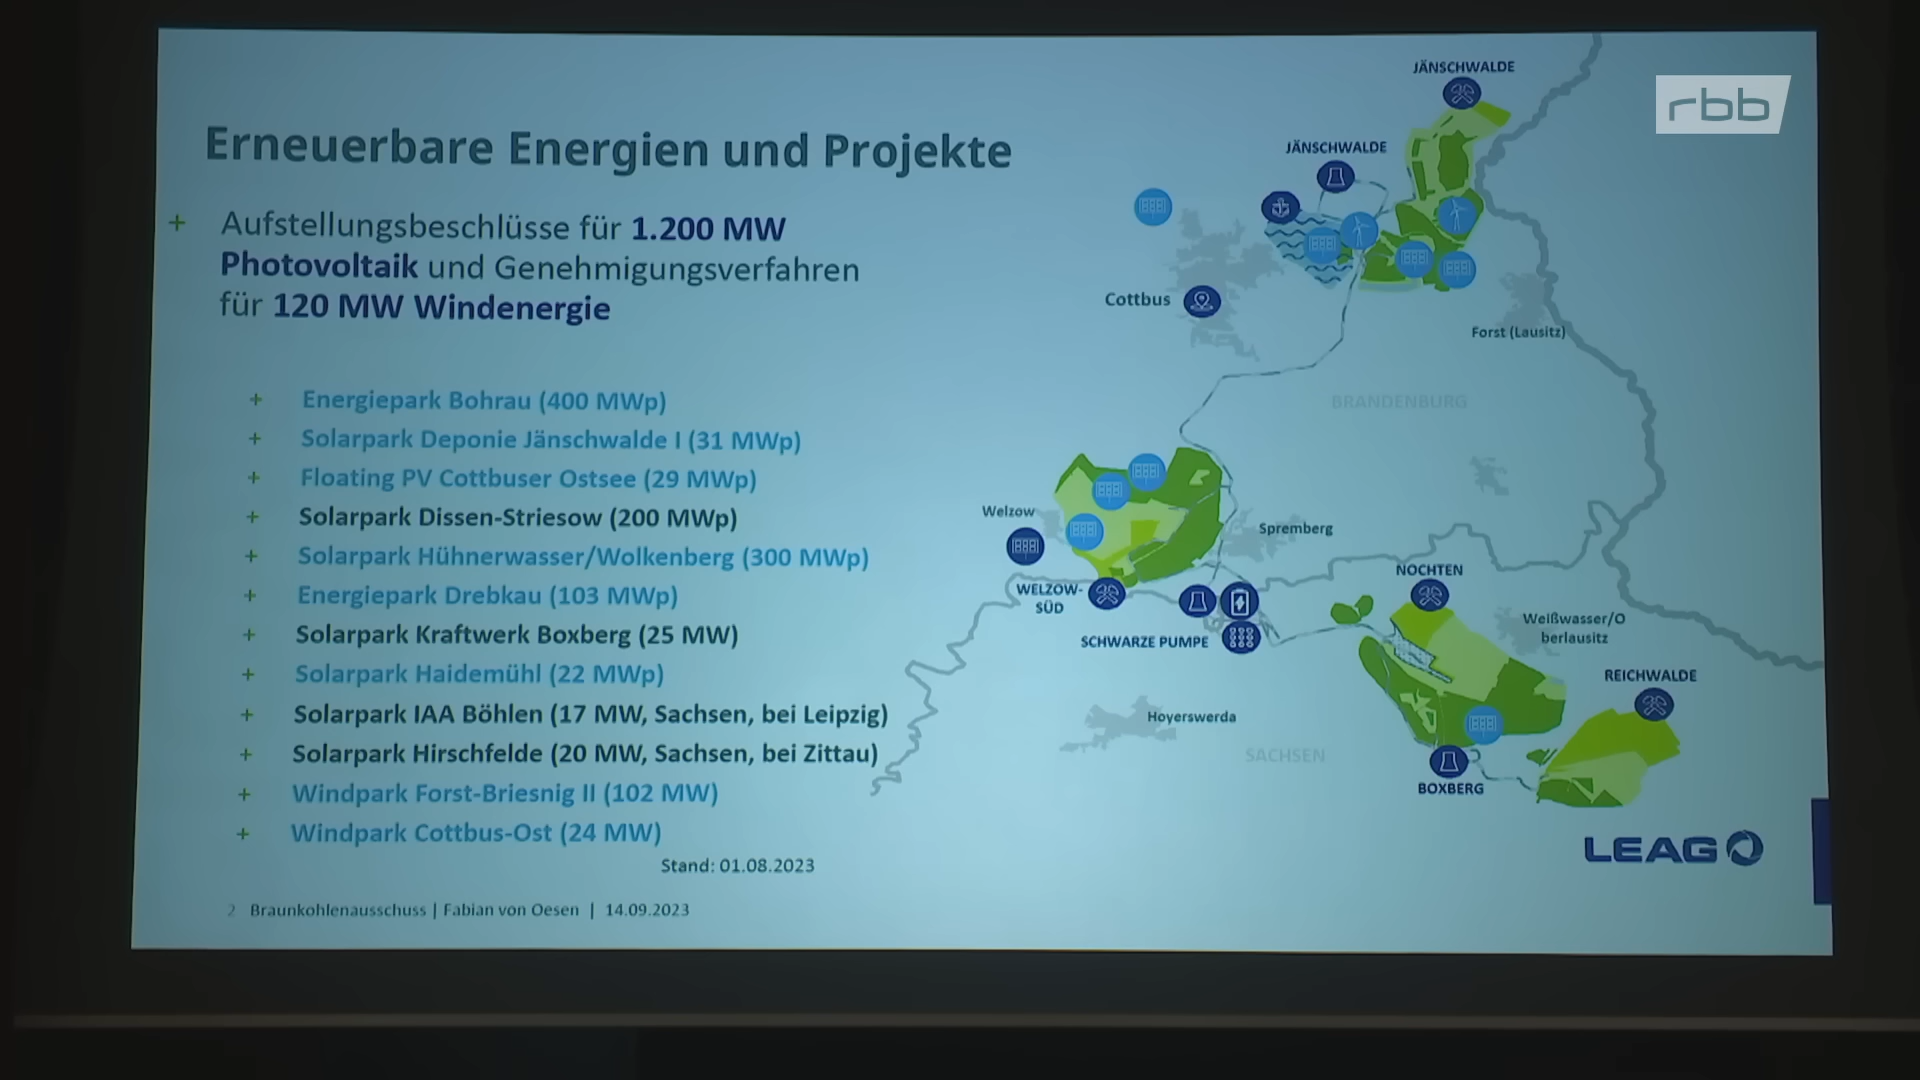 rbb
Erneuerbare Energien und Projekte
+ Aufstellungsbeschlüsse für 1.200 MW
Photovoltaik und Genehmigungsverfahren
für 120 MW Windenergie
+ Energiepark Bohrau (400 MWp)
+ Solarpark Deponie Jänschwalde I (31 MWp)
+ Floating PV Cottbuser Ostsee (29 MWp)
+ Solarpark Dissen-Striesow (200 MWp)
+ Solarpark Hühnerwasser/Wolkenberg (300 MWp)
+ Energiepark Drebkau (103 MWp)
+ Solarpark Kraftwerk Boxberg (25 MW)
+ Solarpark Haidemühl (22 MWp)
+ Solarpark IAA Böhlen (17 MW, Sachsen, bei Leipzig)
+ Solarpark Hirschfelde (20 MW, Sachsen, bei Zittau)
+ Windpark Forst-Briesnig II (102 MW)
+ Windpark Cottbus-Ost (24 MW)
Stand: 01.08.2023
2 Braunkohlenausschuss | Fabian von Oesen | 14.09.2023
JÄNSCHWALDE
JÄNSCHWALDE
Cottbus
Forst (Lausitz)
BRANDENBURG
Welzow
Spremberg
WELZOW-
SÜD
SCHWARZE PUMPE
NOCHTEN
Weißwasser/O
berlausitz
REICHWALDE
Hoyerswerda
SACHSEN
BOXBERG
LEAG